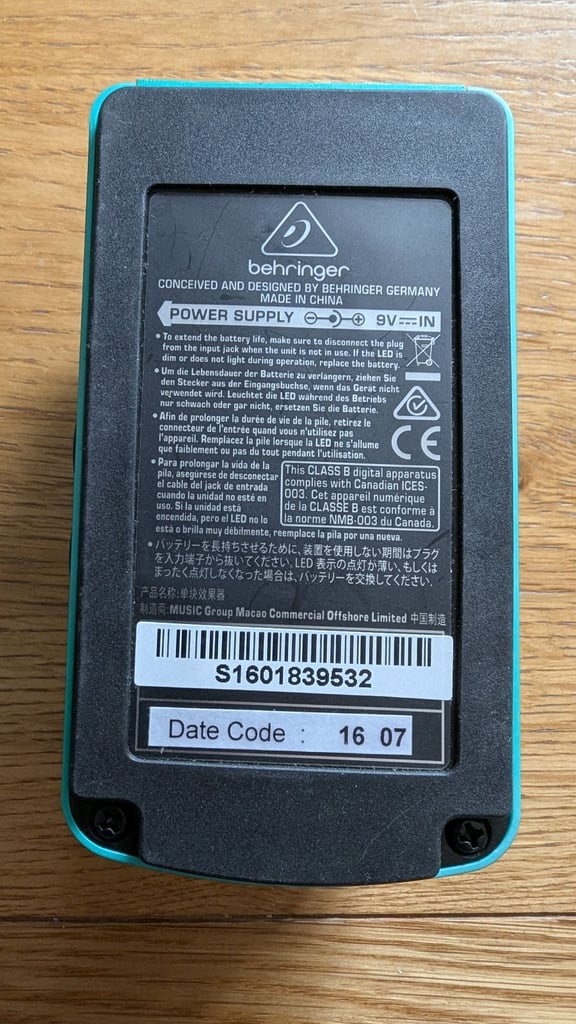 behringer
CONCEIVED AND DESIGNED BY BEHRINGER GERMANY
MADE IN CHINA
POWER SUPPLY 9V IN
• To extend the battery life, make sure to disconnect the plug
from the input jack when the unit is not in use. If the LED is
dim or does not light during operation, replace the battery.
• Um die Lebensdauer der Batterie zu verlangern, ziehen Sie
den Stecker aus der Eingangbuchse, wenn das Gerät nicht
verwendet wird. Leuchtet die LED während des Betriebs
nur schwach oder gar nicht, ersetzen Sie die Batterie.
• Afin de prolonger la durée de vie de la pile, retirez le
connecteur de l'entrée quand vous n'utilisez pas
l'appareil. Remplacez la pile lorsque la LED ne s'allume
que faiblement ou pas du tout pendant l'utilisation.
• Para prolongar la vida de la
pila, asegúrese de desconectar
el cable del jack de entrada
cuando la unidad no esté en
uso. Si la unidad está
encendida, pero el LED no lo
está o brilla muy débilmente, reemplace la pila por una nueva.
This CLASS B digital apparatus
complies with Canadian ICES-
003. Cet appareil numérique
de la CLASSE B est conforme à
la norme NMB-003 du Canada.
CE
• バッテリーを長持ちさせるために、装置を使用しない期間はプラグ
を入力端子から抜いてください。LED 表示の点灯が薄い、もしくは
まったく点灯しなくなった場合は、バッテリーを交換してください.
产品名称:单块效果器
制造商:MUSIC Group Macao Commercial Offshore Limited 中国制造
S1601839532
Date Code : 16 07